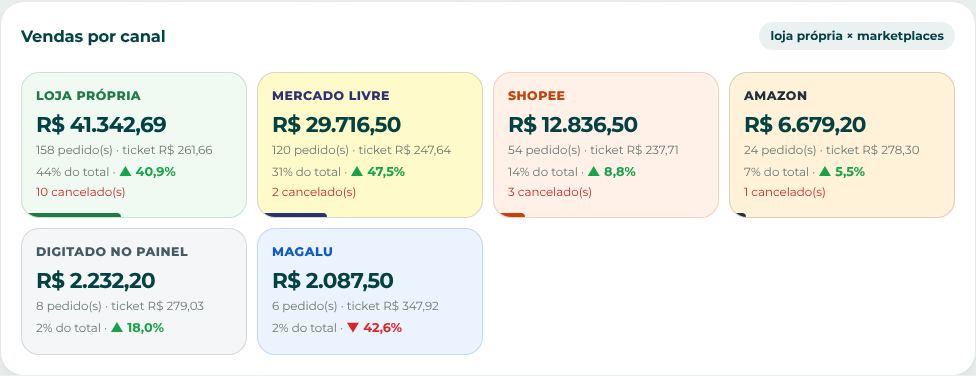 Vendas por canal
loja própria × marketplaces
LOJA PRÓPRIA
R$ 41.342,69
158 pedido(s) · ticket R$ 261,66
44% do total · ▲ 40,9%
10 cancelado(s)
MERCADO LIVRE
R$ 29.716,50
120 pedido(s) · ticket R$ 247,64
31% do total · ▲ 47,5%
2 cancelado(s)
SHOPEE
R$ 12.836,50
54 pedido(s) · ticket R$ 237,71
14% do total · ▲ 8,8%
3 cancelado(s)
AMAZON
R$ 6.679,20
24 pedido(s) · ticket R$ 278,30
7% do total · ▲ 5,5%
1 cancelado(s)
DIGITADO NO PAINEL
R$ 2.232,20
8 pedido(s) · ticket R$ 279,03
2% do total · ▲ 18,0%
MAGALU
R$ 2.087,50
6 pedido(s) · ticket R$ 347,92
2% do total · ▼ 42,6%